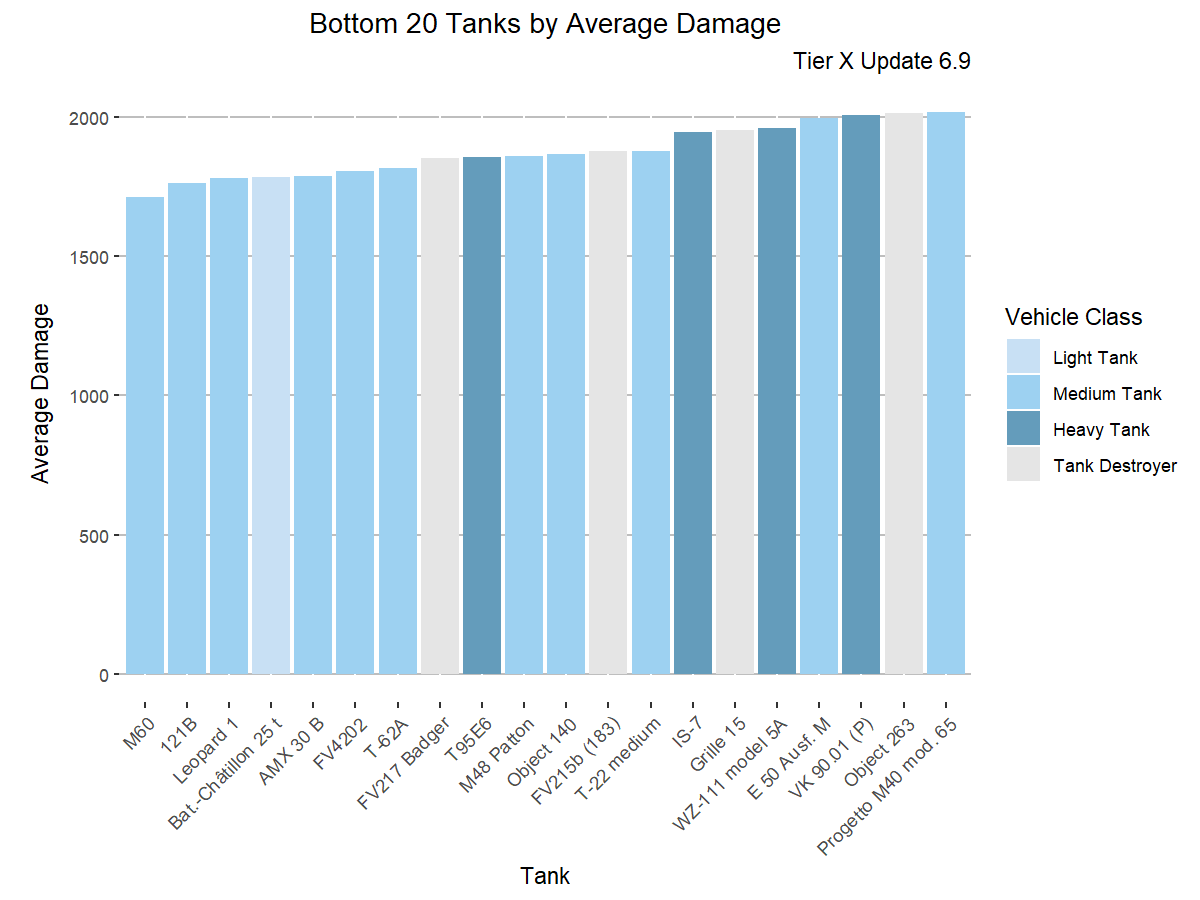 Bottom 20 Tanks by Average Damage
Tier X Update 6.9
Average Damage
2000
1500
1000
500
0
M60
121B
Leopard 1
Bat.-Châtillon 25 t
AMX 30 B
FV4202
T-62A
FV217 Badger
T95E6
M48 Patton
Object 140
FV215b (183)
T-22 medium
IS-7
Grille 15
WZ-111 model 5A
E 50 Ausf. M
VK 90.01 (P)
Object 263
Progetto M40 mod. 65
Tank
Vehicle Class
Light Tank
Medium Tank
Heavy Tank
Tank Destroyer